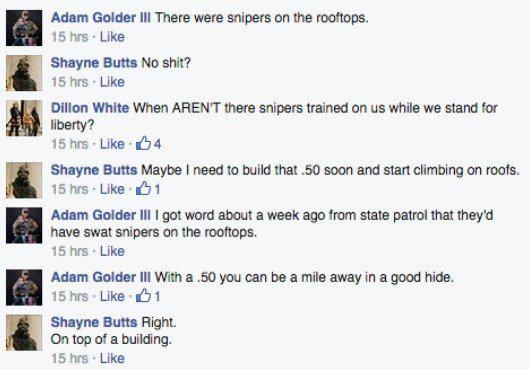 Adam Golder III There were snipers on the rooftops.
15 hrs · Like
Shayne Butts No shit?
15 hrs · Like
Dillon White When AREN'T there snipers trained on us while we stand for
liberty?
15 hrs · Like · 4
Shayne Butts Maybe I need to build that .50 soon and start climbing on roofs.
15 hrs · Like · 1
Adam Golder III I got word about a week ago from state patrol that they'd
have swat snipers on the rooftops.
15 hrs · Like
Adam Golder III With a .50 you can be a mile away in a good hide.
15 hrs · Like · 1
Shayne Butts Right.
On top of a building.
15 hrs · Like